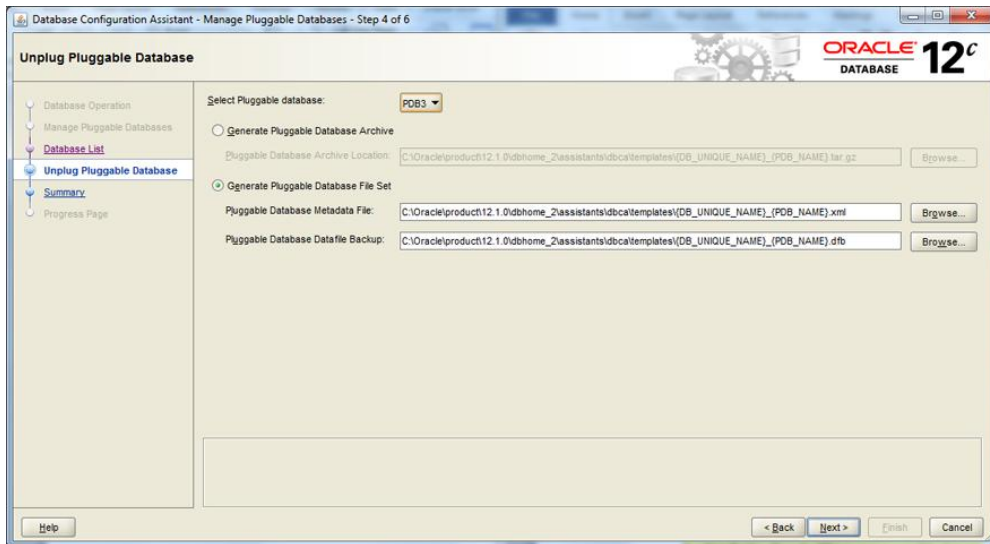 Database Configuration Assistant - Manage Pluggable Databases - Step 4 of 6
Unplug Pluggable Database
ORACLE
DATABASE
12c
Database Operation
Manage Pluggable Databases
Database List
Unplug Pluggable Database
Summary
Progress Page
Select Pluggable database:
PDB3
Generate Pluggable Database Archive
Pluggable Database Archive Location: C:\Oracle\product\12.1.0\dbhome_2\assistants\dbca\templates\{DB_UNIQUE_NAME}_{PDB_NAME}.tar.gz Browse...
Generate Pluggable Database File Set
Pluggable Database Metadata File: C:\Oracle\product\12.1.0\dbhome_2\assistants\dbca\templates\{DB_UNIQUE_NAME}_{PDB_NAME}.xml Browse...
Pluggable Database Datafile Backup: C:\Oracle\product\12.1.0\dbhome_2\assistants\dbca\templates\{DB_UNIQUE_NAME}_{PDB_NAME}.dfb Browse...
Help < Back Next > Finish Cancel